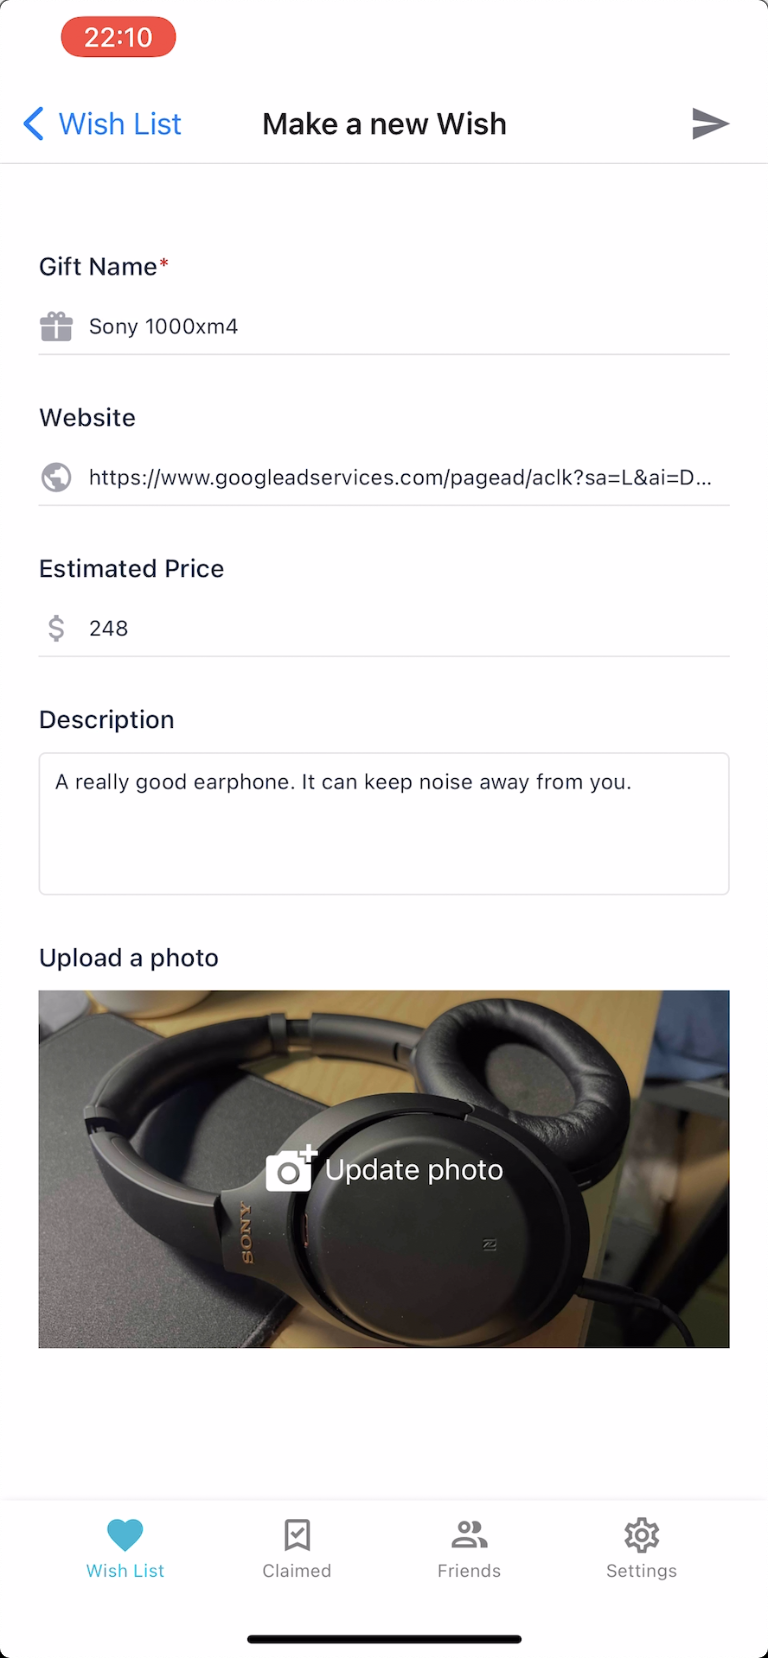 22:10
Wish List
Make a new Wish
Gift Name*
Sony 1000xm4
Website
https://www.googleadservices.com/pagead/aclk?sa=L&ai=D...
Estimated Price
$ 248
Description
A really good earphone. It can keep noise away from you.
Upload a photo
Update photo
SONY
Wish List
Claimed
Friends
Settings